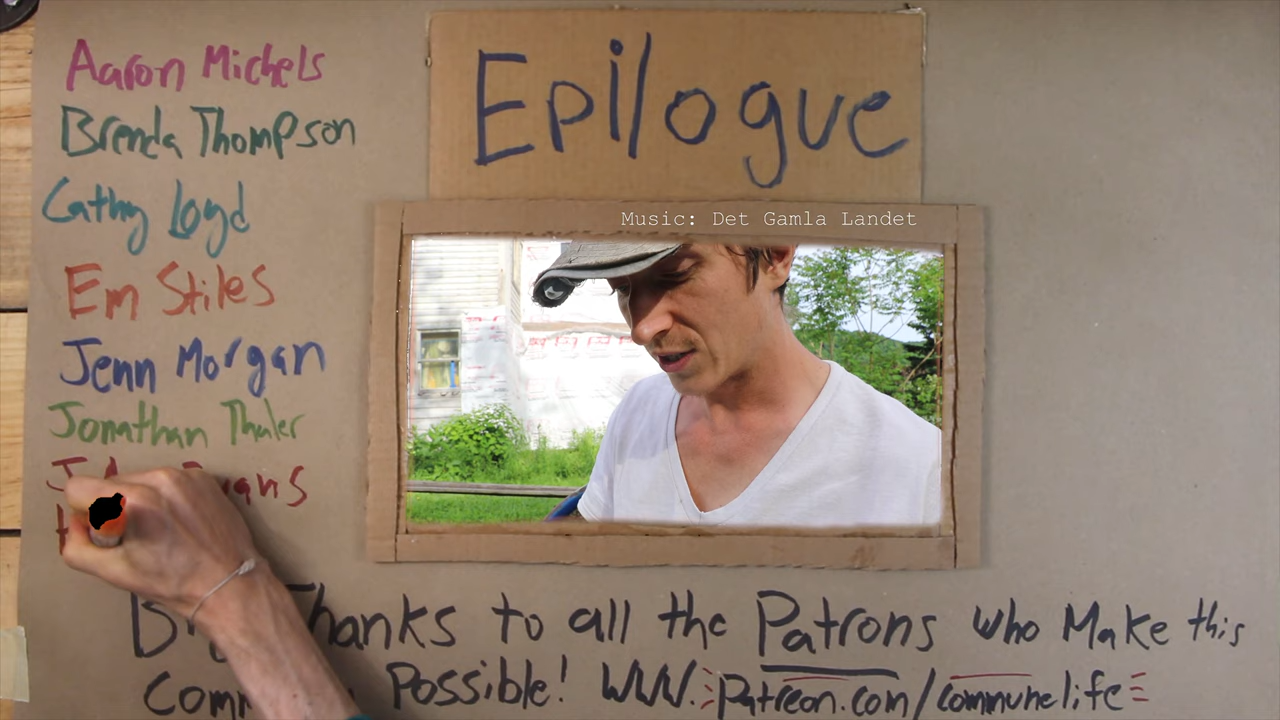 Epilogue
Music: Det Gamla Landet
Aaron Michels
Brenda Thompson
Cathy Loyd
Em Stiles
Jenn Morgan
Jonathan Thaler
Thanks to all the Patrons who Make this
Possible! WWW. patreon.com/communelife